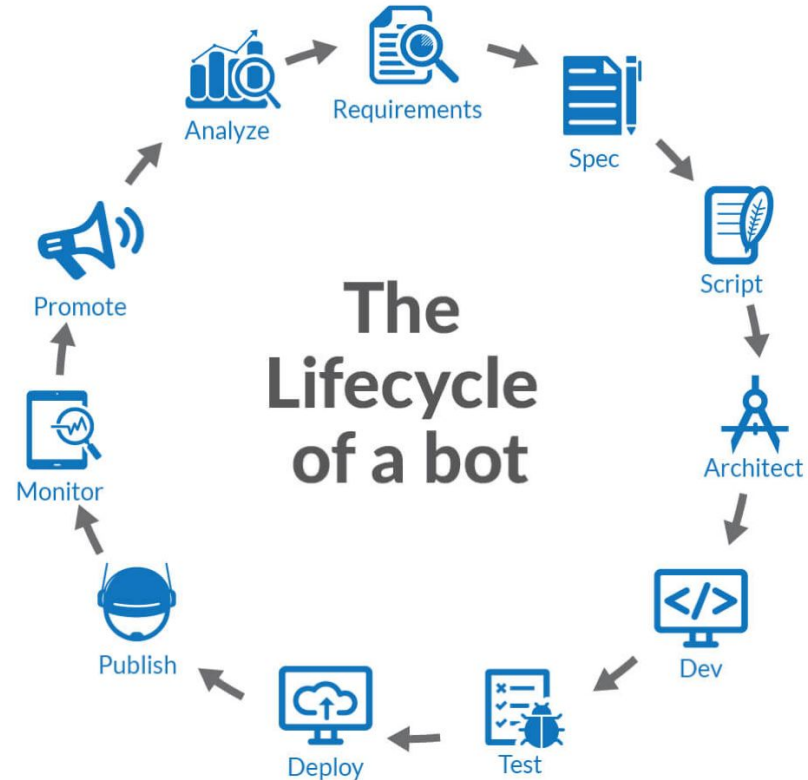 The
Lifecycle
of a bot
Requirements
Spec
Script
Architect
Dev
Test
Deploy
Publish
Monitor
Promote
Analyze